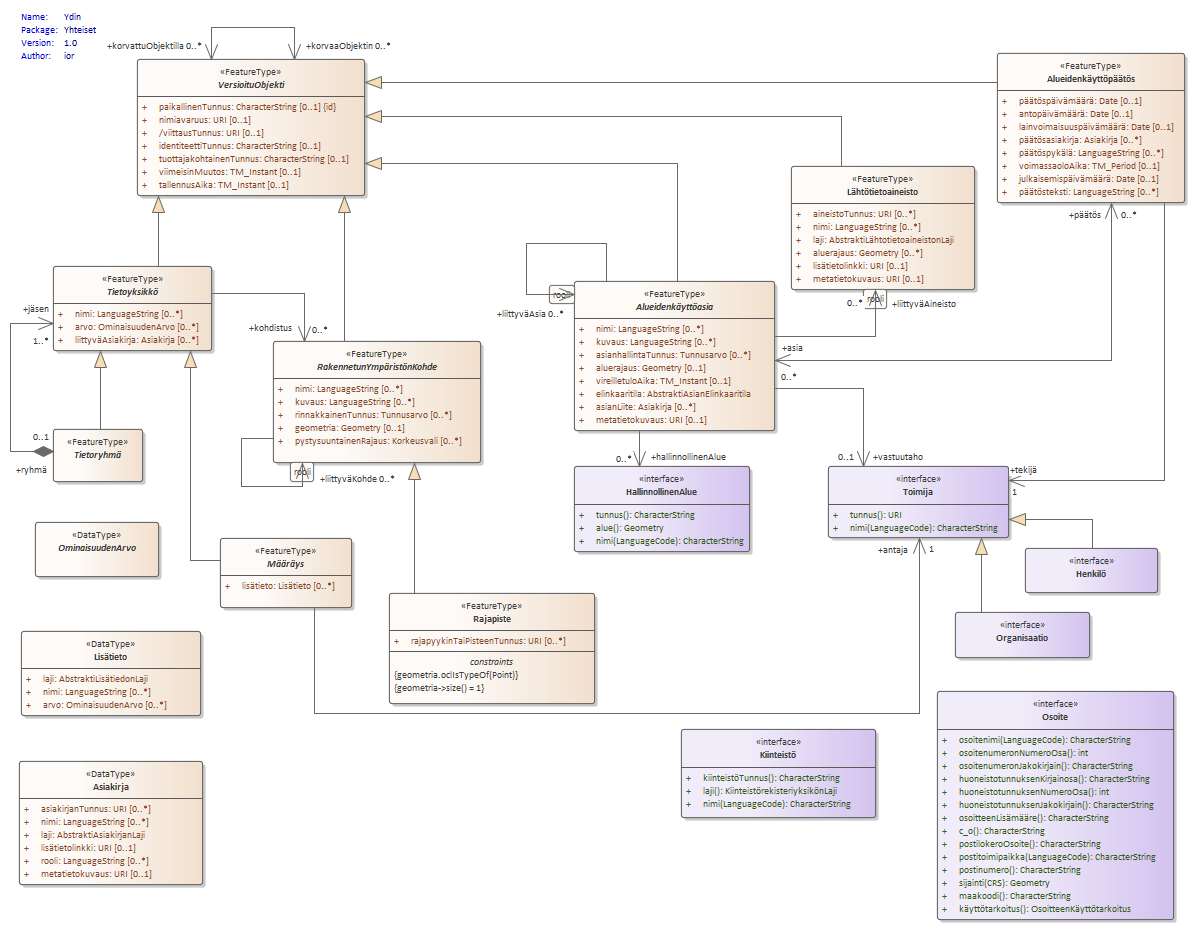 Name: Ydin
Package: Yhteiset
Version: 1.0
Author: ior
+korvattuObjektilla 0..*
+korvaaObjektin 0..*
«FeatureType»
VersioituObjekti
+ paikallinenTunnus: CharacterString [0..1] {id}
+ nimiavaruus: URI [0..1]
+ /viittausTunnus: URI [0..1]
+ identeettiTunnus: CharacterString [0..1]
+ tuottajakohtainenTunnus: CharacterString [0..1]
+ viimeisinMuutos: TM_Instant [0..1]
+ tallennusAika: TM_Instant [0..1]
«FeatureType»
Alueidenkäyttöpäätös
+ päätöspäivämäärä: Date [0..1]
+ antopäivämäärä: Date [0..1]
+ lainvoimaisuuspäivämäärä: Date [0..1]
+ päätösasiakirja: Asiakirja [0..*]
+ päätöspykälä: LanguageString [0..*]
+ voimassaoloAika: TM_Period [0..1]
+ julkaisemispäivämäärä: Date [0..1]
+ päätösteksti: LanguageString [0..*]
+päätös 0..*
«FeatureType»
Lähtötietoaineisto
+ aineistoTunnus: URI [0..*]
+ nimi: LanguageString [0..*]
+ laji: AbstraktiLähtotietoaineistonLaji
+ aluerajaus: Geometry [0..*]
+ lisätietolinkki: URI [0..1]
+ metatietokuvaus: URI [0..1]
0..* rooli +liittyväAineisto
«FeatureType»
Tietoyksikkö
+ nimi: LanguageString [0..*]
+ arvo: OminaisuudenArvo [0..*]
+ liittyväAsiakirja: Asiakirja [0..*]
+jäsen
1..*
+kohdistus 0..*
«FeatureType»
RakennetunYmpäristönKohde
+ nimi: LanguageString [0..*]
+ kuvaus: LanguageString [0..*]
+ rinnakkainenTunnus: Tunnusarvo [0..*]
+ geometria: Geometry [0..1]
+ pystysuuntainenRajaus: Korkeusvali [0..*]
rooli
+liittyväKohde 0..*
rooli
+liittyväAsia 0..*
«FeatureType»
Alueidenkäyttöasia
+ nimi: LanguageString [0..*]
+ kuvaus: LanguageString [0..*]
+ asianhallintaTunnus: Tunnusarvo [0..*]
+ aluerajaus: Geometry [0..1]
+ vireilletuloAika: TM_Instant [0..1]
+ elinkaaritila: AbstraktiAsianElinkaaritila
+ asianLiite: Asiakirja [0..*]
+ metatietokuvaus: URI [0..1]
+asia
0..*
0..1
+ryhmä
«FeatureType»
Tietoryhmä
0..* +hallinnollinenAlue
0..1 +vastuutaho
«interface»
HallinnollinenAlue
+ tunnus(): CharacterString
+ alue(): Geometry
+ nimi(LanguageCode): CharacterString
«interface»
Toimija
+ tunnus(): URI
+ nimi(LanguageCode): CharacterString
+tekijä
1
+antaja 1
«interface»
Henkilö
«interface»
Organisaatio
«DataType»
OminaisuudenArvo
«FeatureType»
Määräys
+ lisätieto: Lisätieto [0..*]
«FeatureType»
Rajapiste
+ rajapyykinTaiPisteenTunnus: URI [0..*]
constraints
{geometria.oclIsTypeOf(Point)}
{geometria->size() = 1}
«DataType»
Lisätieto
+ laji: AbstraktiLisätiedonLaji
+ nimi: LanguageString [0..*]
+ arvo: OminaisuudenArvo [0..*]
«DataType»
Asiakirja
+ asiakirjanTunnus: URI [0..*]
+ nimi: LanguageString [0..*]
+ laji: AbstraktiAsiakirjanLaji
+ lisätietolinkki: URI [0..1]
+ rooli: LanguageString [0..*]
+ metatietokuvaus: URI [0..1]
«interface»
Kiinteistö
+ kiinteistöTunnus(): CharacterString
+ laji(): KiinteistörekisteriyksikönLaji
+ nimi(LanguageCode): CharacterString
«interface»
Osoite
+ osoitenimi(LanguageCode): CharacterString
+ osoitenumeronNumeroOsa(): int
+ osoitenumeronJakokirjain(): CharacterString
+ huoneistotunnuksenKirjainosa(): CharacterString
+ huoneistotunnuksenNumeroOsa(): int
+ huoneistotunnuksenJakokirjain(): CharacterString
+ osoitteenLisämääre(): CharacterString
+ c_o(): CharacterString
+ postilokeroOsoite(): CharacterString
+ postitoimipaikka(LanguageCode): CharacterString
+ postinumero(): CharacterString
+ sijainti(CRS): Geometry
+ maakoodi(): CharacterString
+ käyttötarkoitus(): OsoitteenKäyttötarkoitus